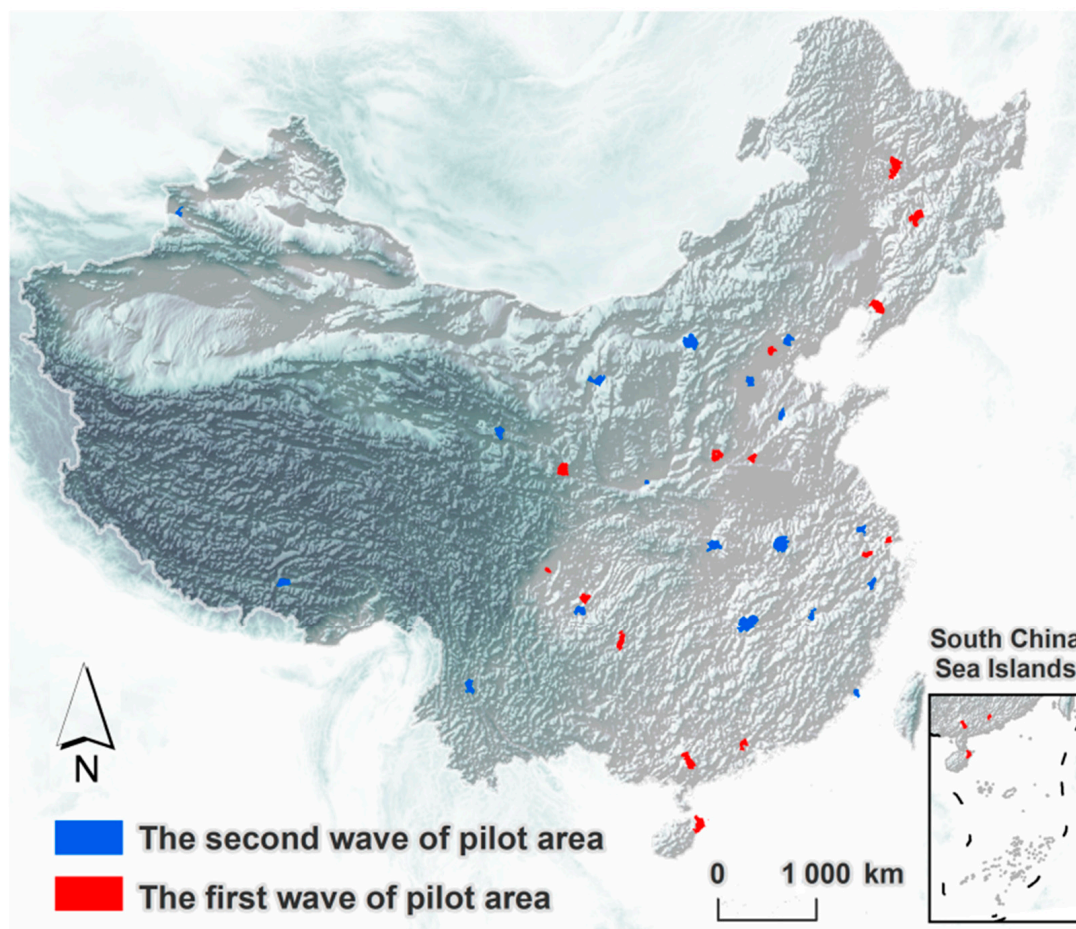 South China
Sea Islands
N
The second wave of pilot area
The first wave of pilot area
0 1 000 km